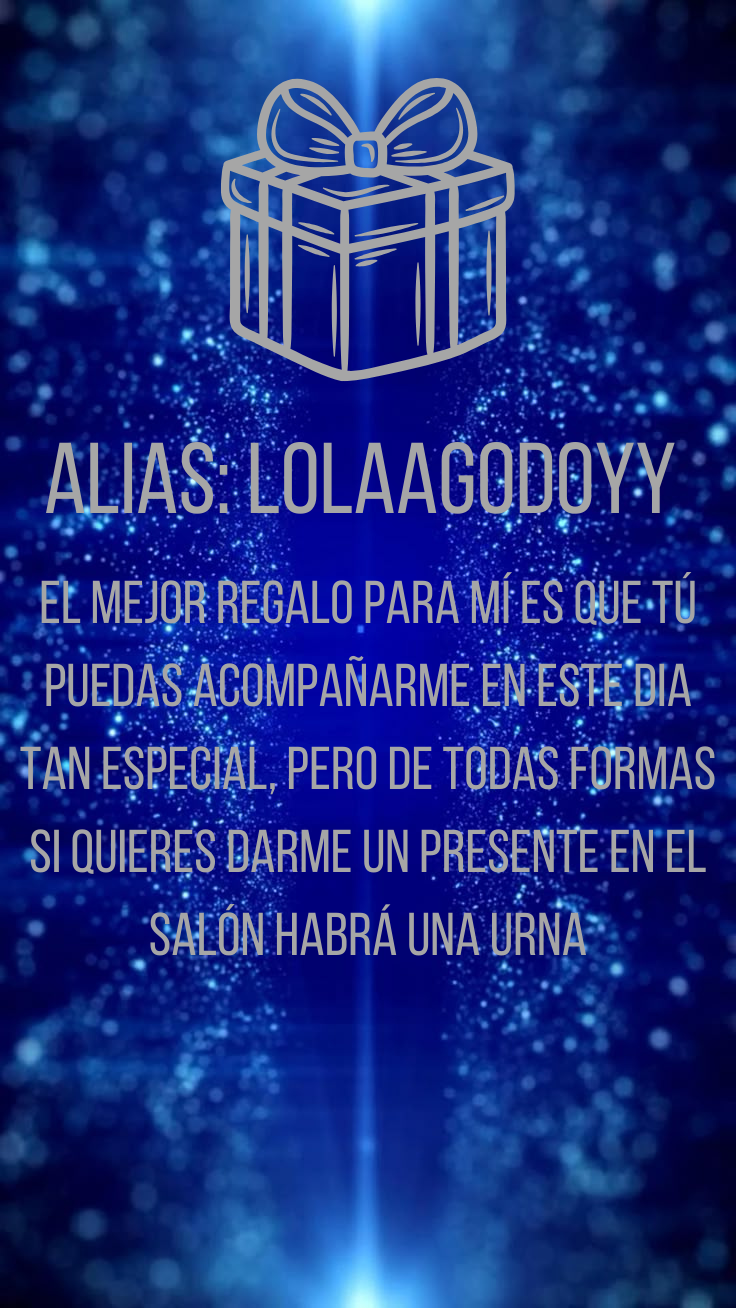 ALIAS: LOLAAGODOYY
EL MEJOR REGALO PARA MÍ ES QUE TÚ
PUEDAS ACOMPAÑARME EN ESTE DIA
TAN ESPECIAL, PERO DE TODAS FORMAS
SI QUIERES DARME UN PRESENTE EN EL
SALÓN HABRÁ UNA URNA